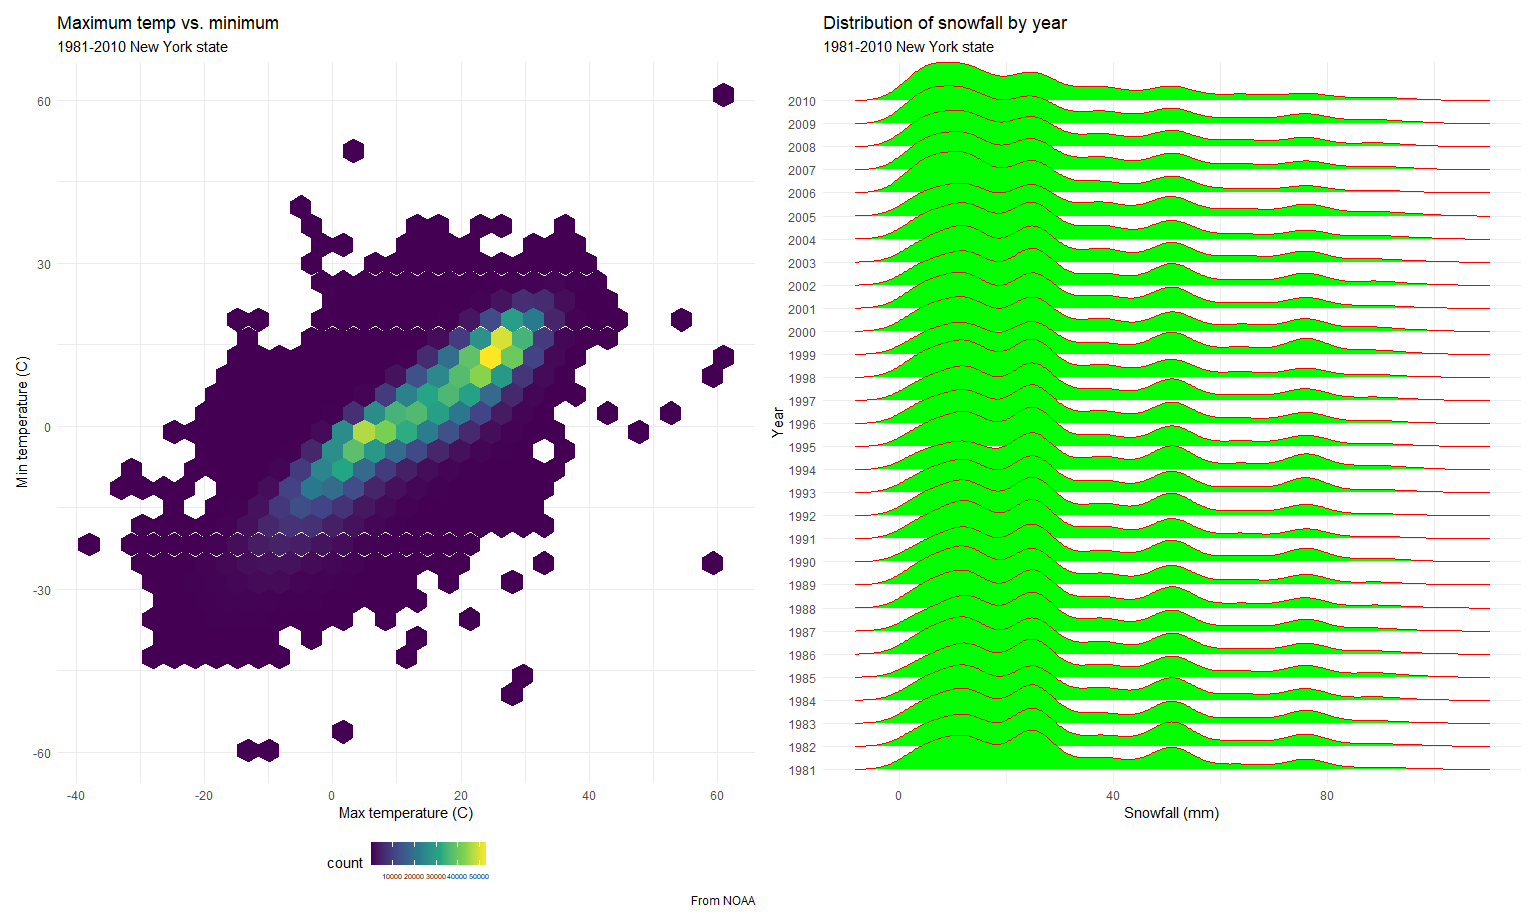 Maximum temp vs. minimum
1981-2010 New York state
60
30
0
-30
-60
Min temperature (C)
-40 -20 0 20 40 60
Max temperature (C)
count
10000 20000 30000 40000 50000
From NOAA
Distribution of snowfall by year
1981-2010 New York state
2010
2009
2008
2007
2006
2005
2004
2003
2002
2001
2000
1999
1998
1997
1996
1995
1994
1993
1992
1991
1990
1989
1988
1987
1986
1985
1984
1983
1982
1981
Year
0 40 80
Snowfall (mm)